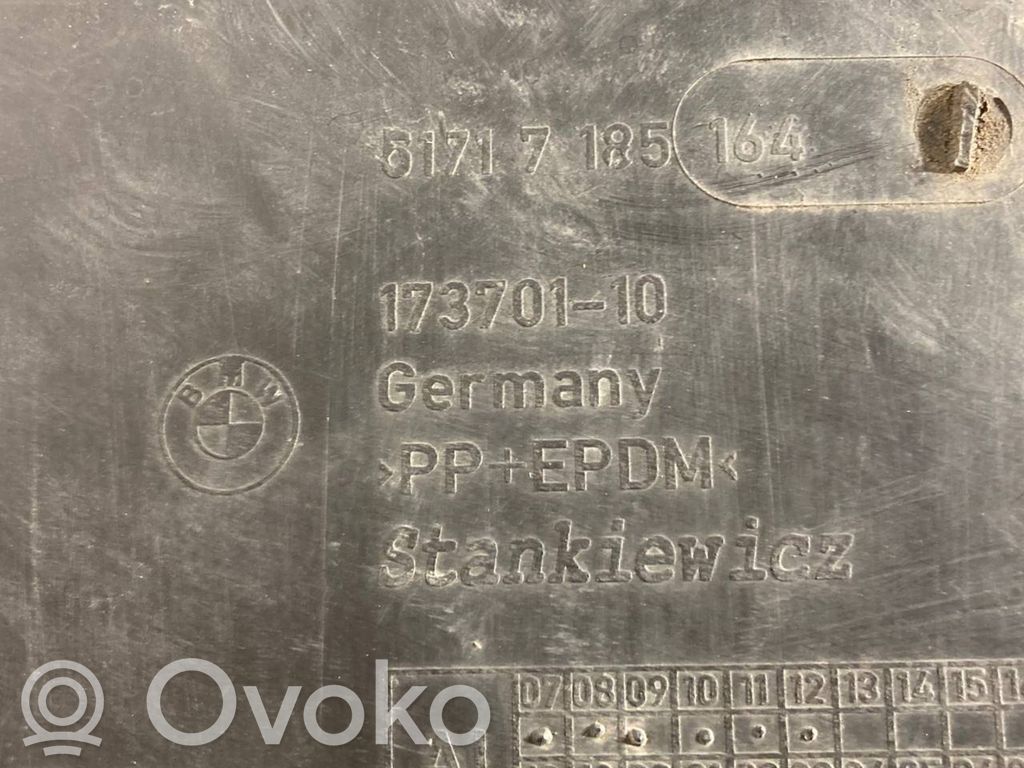 5171 7 185 164
173701-10
Germany
BMW
>PP+EPDM<
Stankiewicz
07 08 09 10 11 12 13 14 15
A
OVOKO